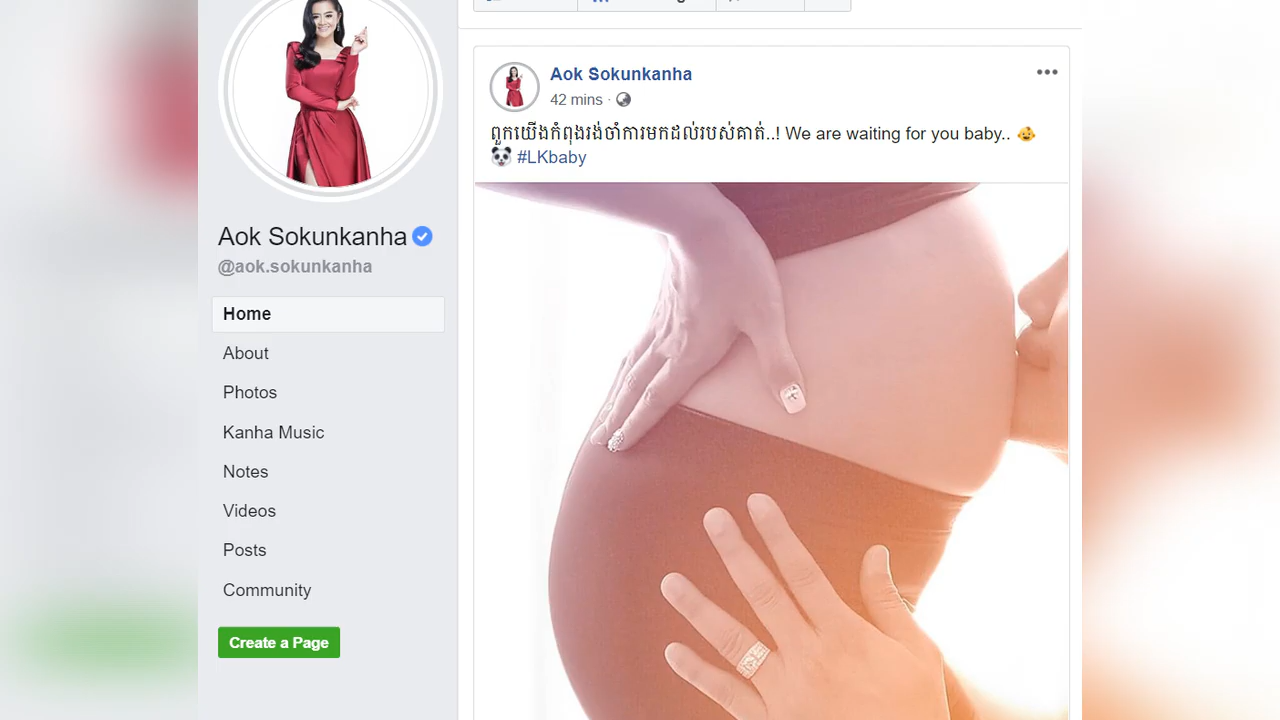 Aok Sokunkanha
@aok.sokunkanha
Home
About
Photos
Kanha Music
Notes
Videos
Posts
Community
Create a Page
Aok Sokunkanha
42 mins ·
ពួកយើងកំពុងរង់ចាំការមកដល់របស់គាត់..! We are waiting for you baby.. 👶
🐼 #LKbaby